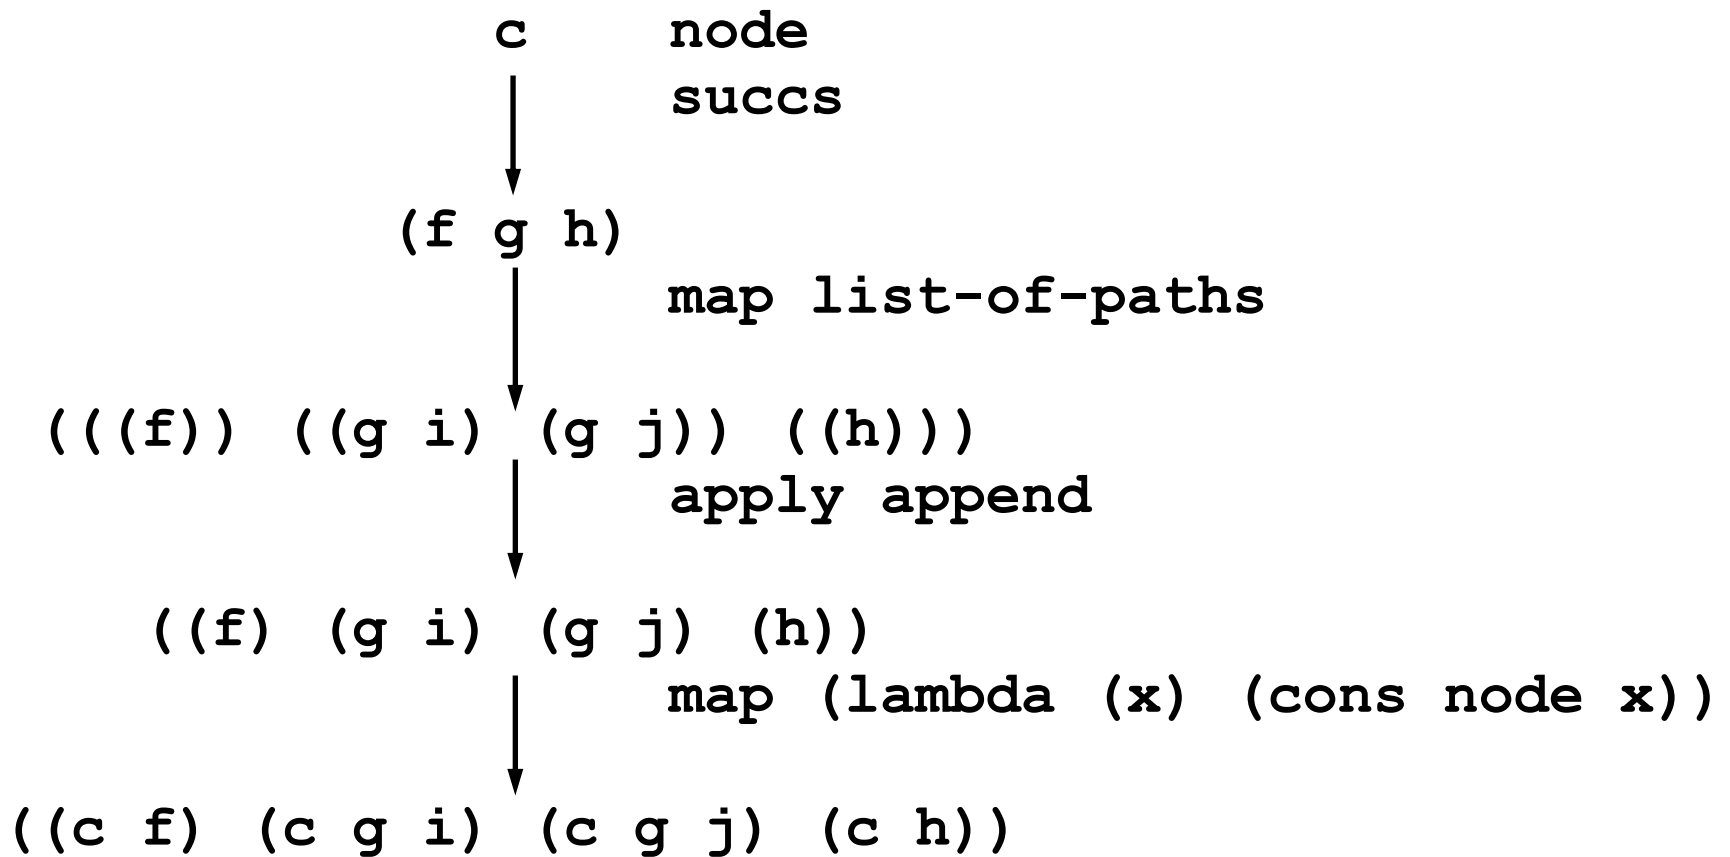 c node
succs
(f g h)
map list-of-paths
(((f)) ((g i) (g j)) ((h)))
apply append
((f) (g i) (g j) (h))
map (lambda (x) (cons node x))
((c f) (c g i) (c g j) (c h))